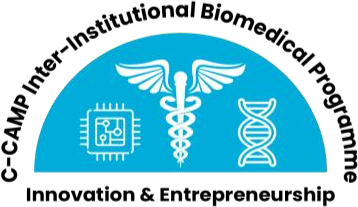 C-CAMP Inter-Institutional Biomedical Programme
Innovation & Entrepreneurship